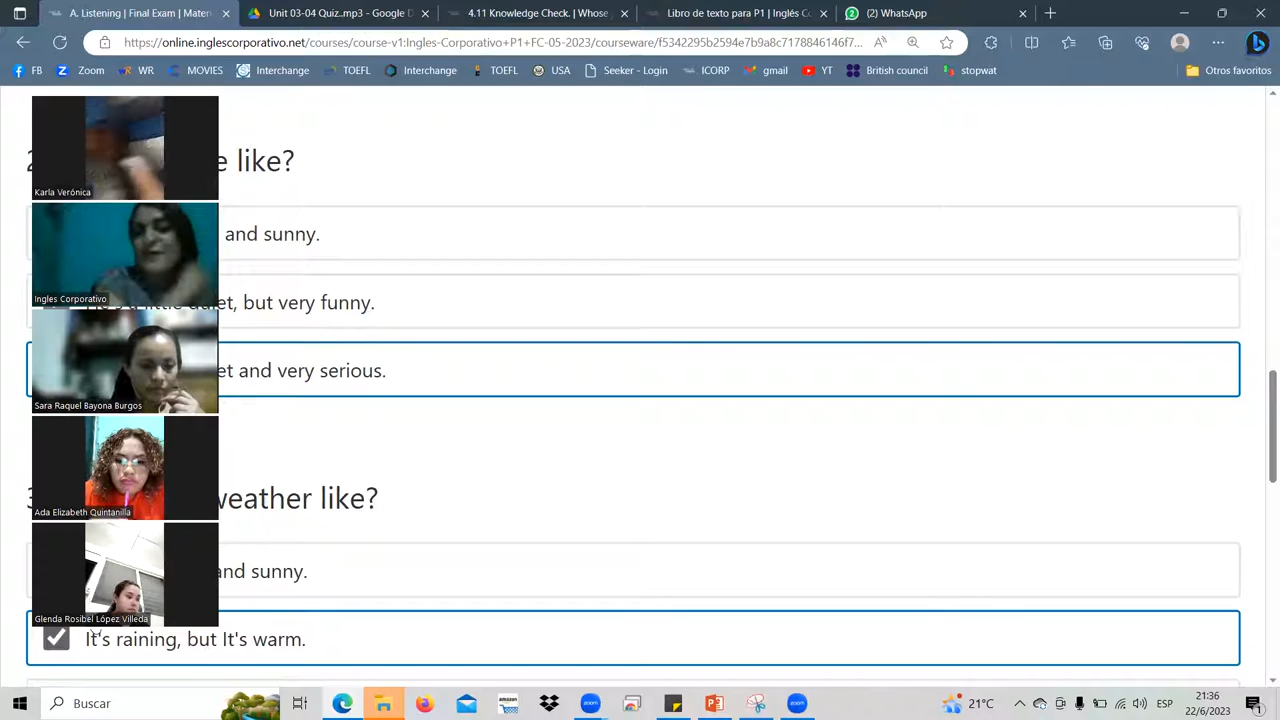 A. Listening | Final Exam | Mater
Unit 03-04 Quiz.mp3 - Google D
4.11 Knowledge Check. | Whose
Libro de texto para P1 | Inglés Co
(2) WhatsApp
https://online.inglescorporativo.net/courses/course-v1:Ingles-Corporativo+P1+FC-05-2023/courseware/f5342295b2594e7b9a8c7178846146f7...
FB Zoom WR MOVIES Interchange TOEFL Interchange TOEFL USA Seeker - Login ICORP gmail YT British council stopwat Otros favoritos
e like?
Karla Verónica
and sunny.
Ingles Corporativo
et, but very funny.
et and very serious.
Sara Raquel Bayona Burgos
weather like?
Ada Elizabeth Quintanilla
and sunny.
Glenda Rosibel López Villeda
It's raining, but It's warm.
Buscar
amazon
21°C
ESP
21:36
22/6/2023